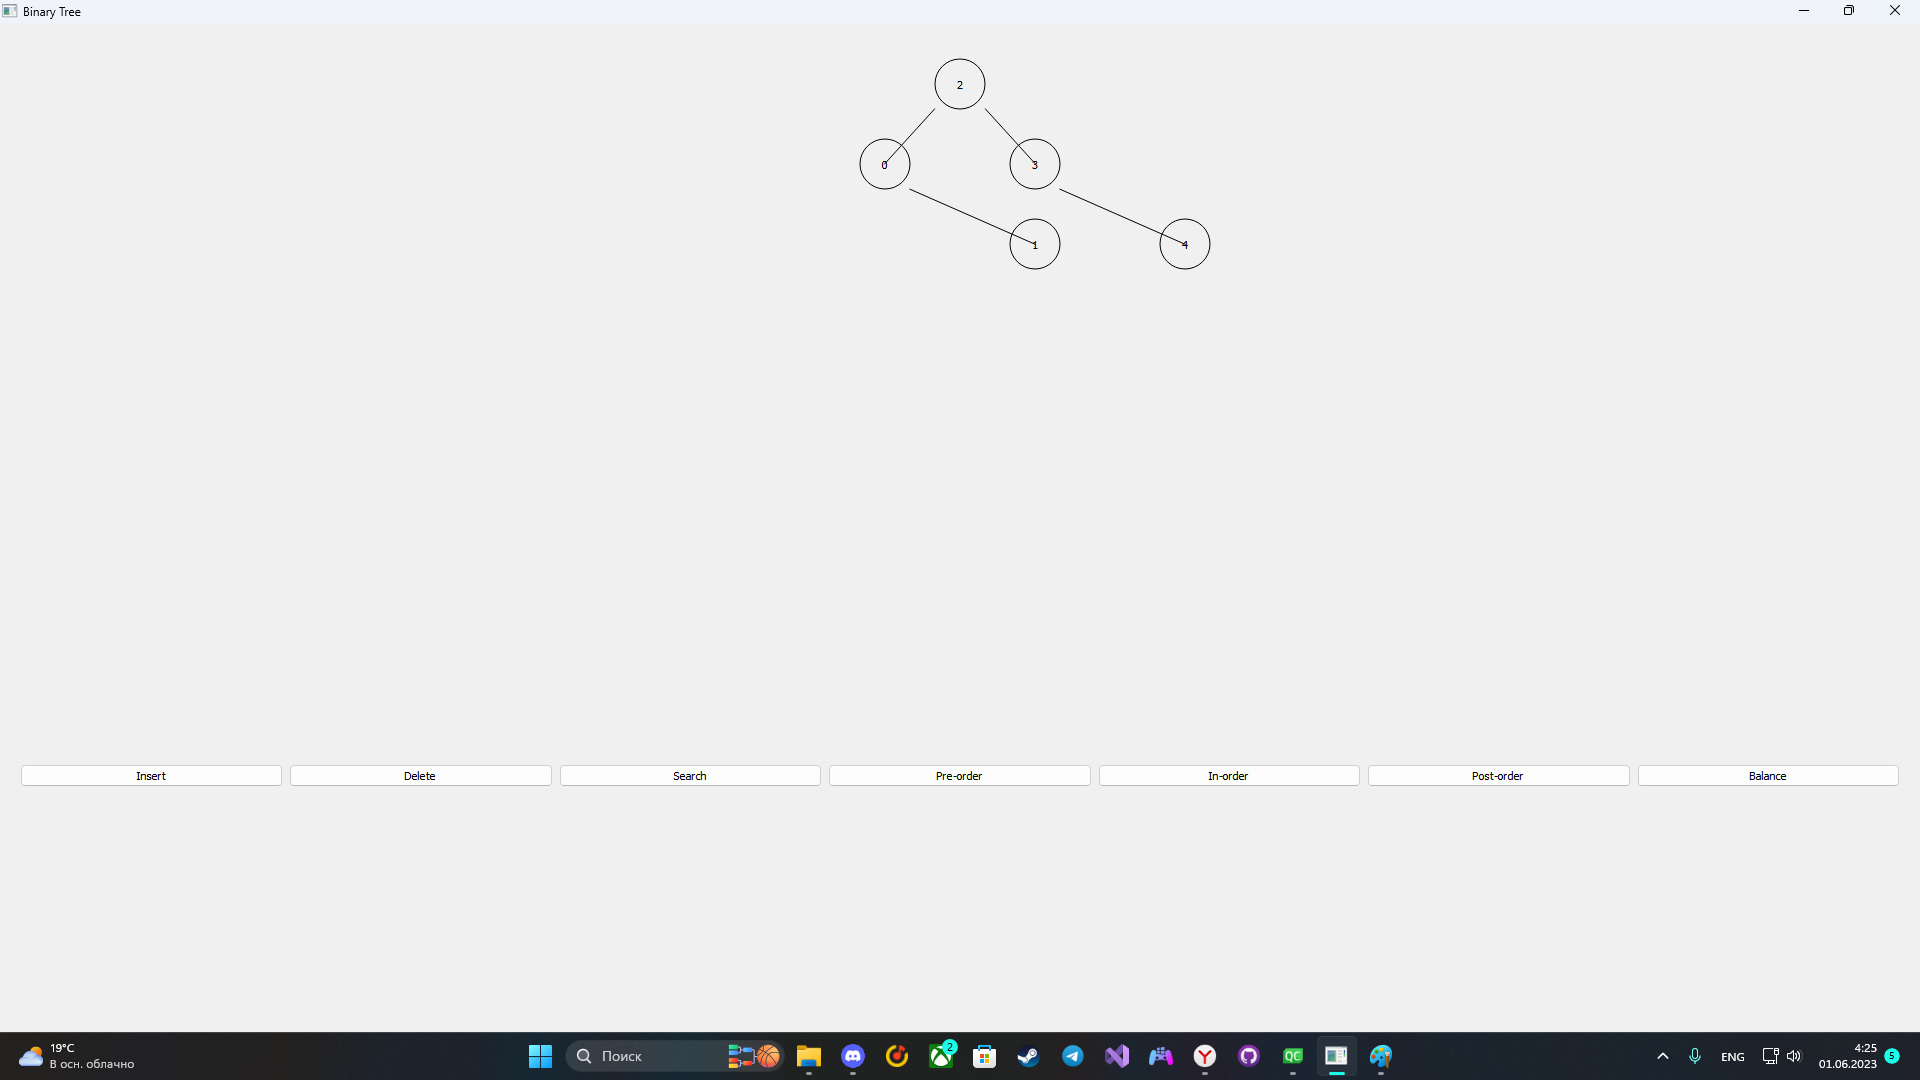 Binary Tree
2
0
3
1
4
Insert
Delete
Search
Pre-order
In-order
Post-order
Balance
19°C
В осн. облачно
Поиск
2
QC
ENG
4:25
01.06.2023
5